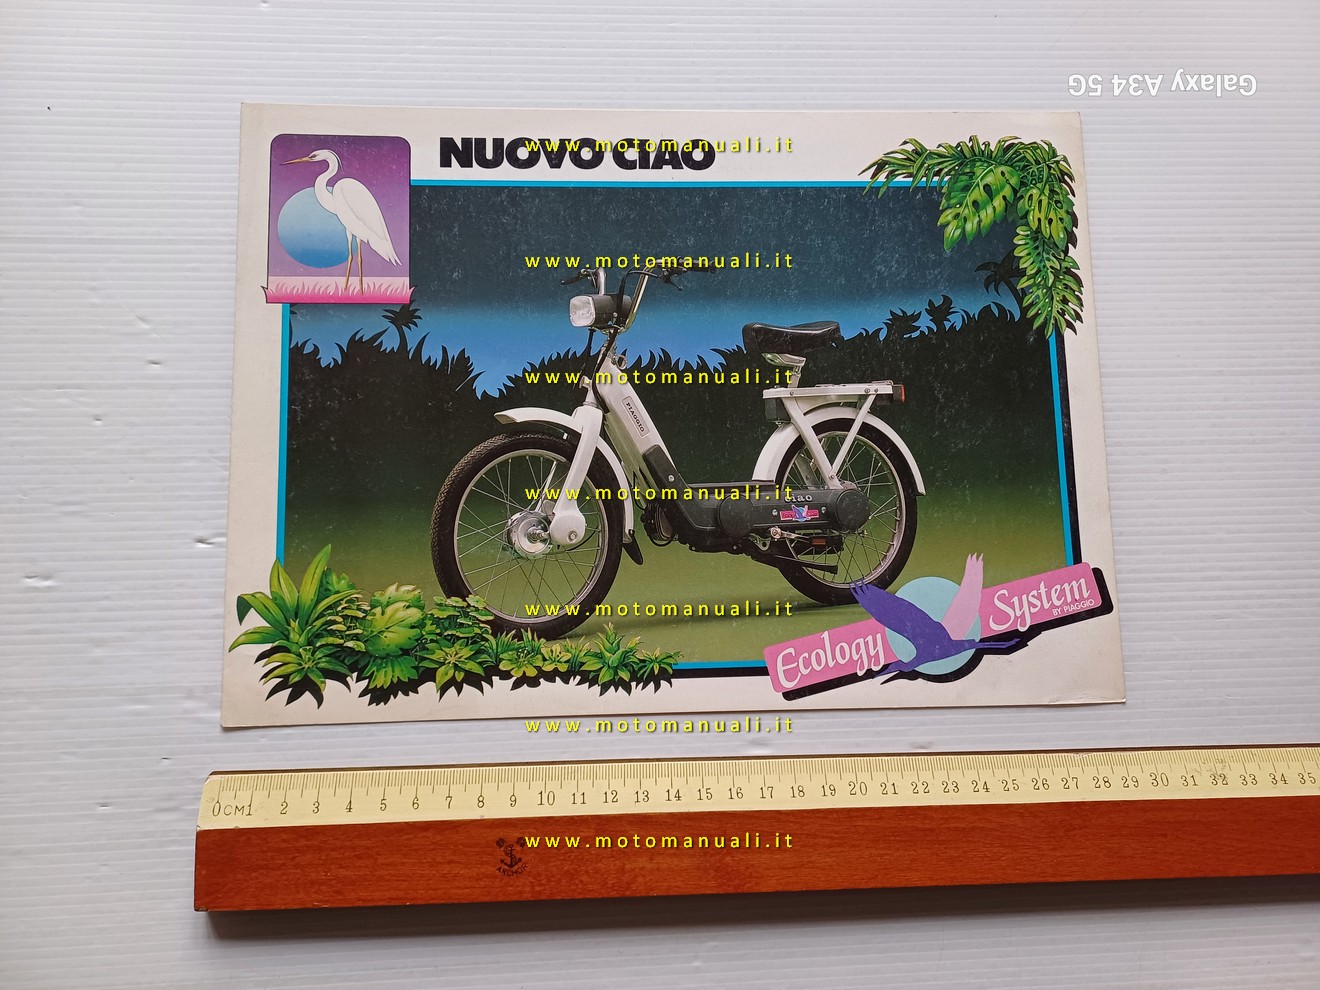 Galaxy A34 5G
NUOVO CIAO
www.motomanuali.it
www.motomanuali.it
www.motomanuali.it
PIAGGIO
www.motomanuali.it
ciao
www.motomanuali.it
Ecology System
BY PIAGGIO
www.motomanuali.it
0CM1 2 3 4 5 6 7 8 9 10 11 12 13 14 15 16 17 18 19 20 21 22 23 24 25 26 27 28 29 30 31 32 33 34 35
www.motomanuali.it
ANCHOR